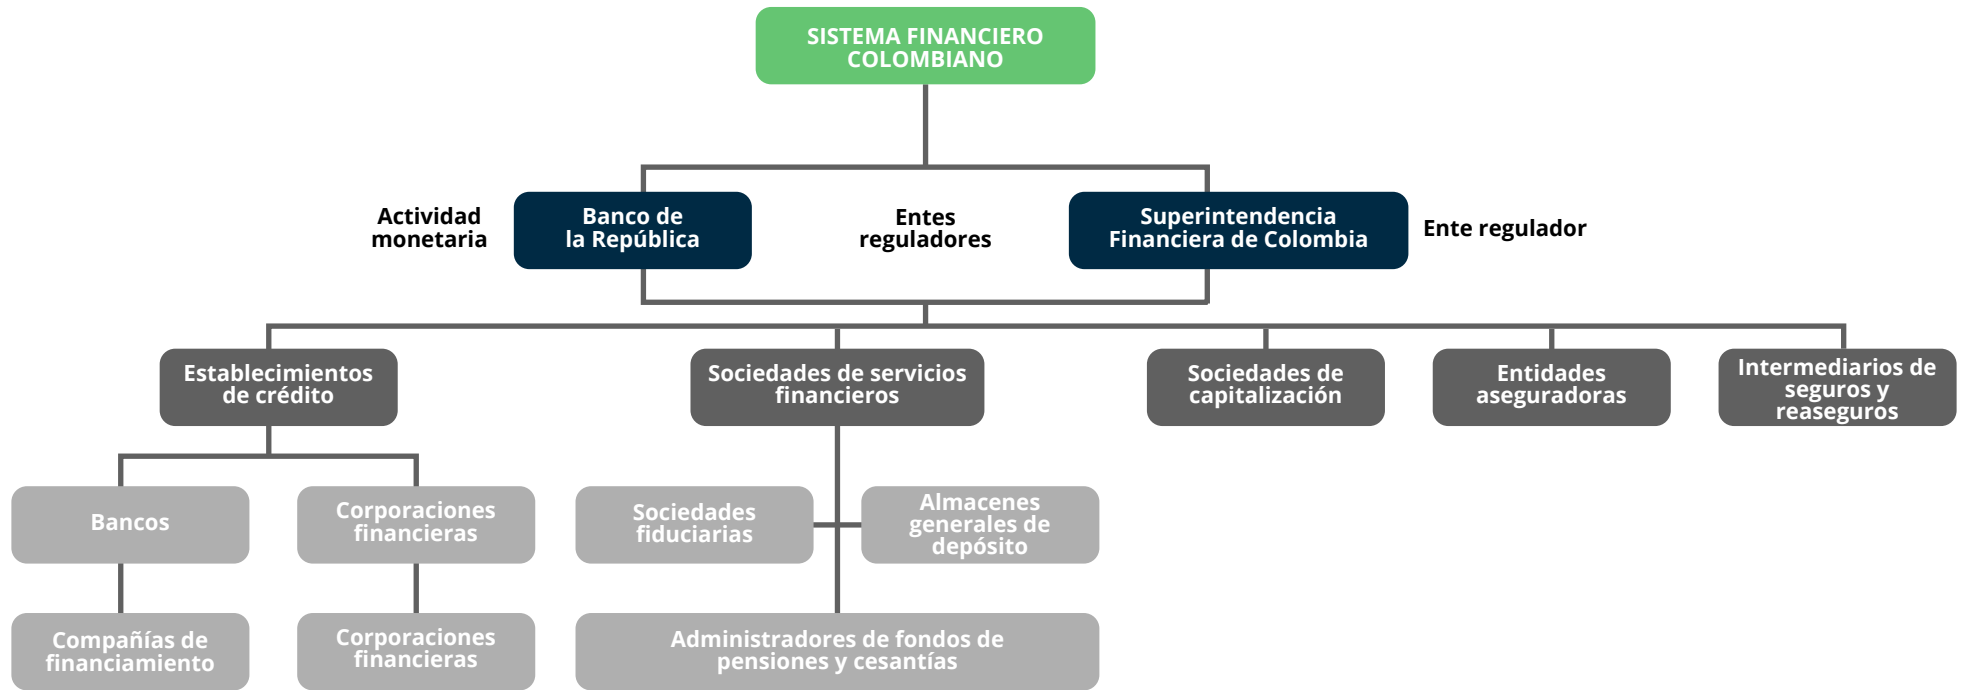 SISTEMA FINANCIERO
COLOMBIANO
Actividad
monetaria
Banco de
la República
Entes
reguladores
Superintendencia
Financiera de Colombia
Ente regulador
Establecimientos
de crédito
Sociedades de servicios
financieros
Sociedades de
capitalización
Entidades
aseguradoras
Intermediarios de
seguros y
reaseguros
Bancos
Corporaciones
financieras
Sociedades
fiduciarias
Almacenes
generales de
depósito
Compañías de
financiamiento
Corporaciones
financieras
Administradores de fondos de
pensiones y cesantías